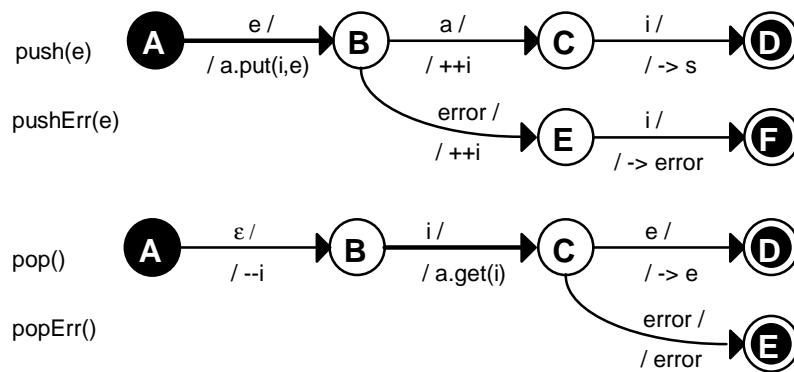 e / a / i /
push(e) A B C D
/ a.put(i,e) / ++i / -> s
pushErr(e) error / i /
E F
/ ++i / -> error
ε / i / e /
A B C D
pop() / --i / a.get(i) / -> e
popErr() error /
E
/ error